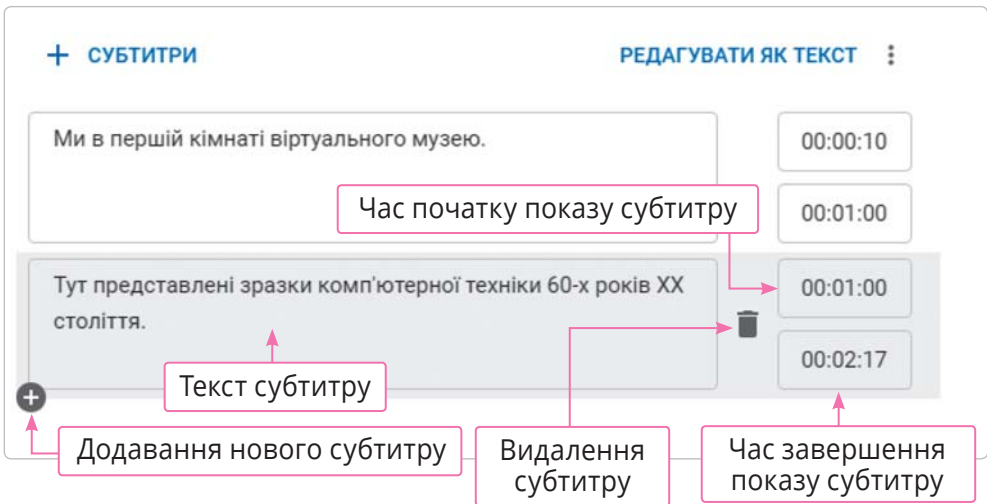 + СУБТИТРИ
РЕДАГУВАТИ ЯК ТЕКСТ
Ми в першій кімнаті віртуального музею.
00:00:10
Час початку показу субтитру
00:01:00
Тут представлені зразки комп'ютерної техніки 60-х років ХХ
століття.
00:01:00
00:02:17
Текст субтитру
Додавання нового субтитру
Видалення
субтитру
Час завершення
показу субтитру